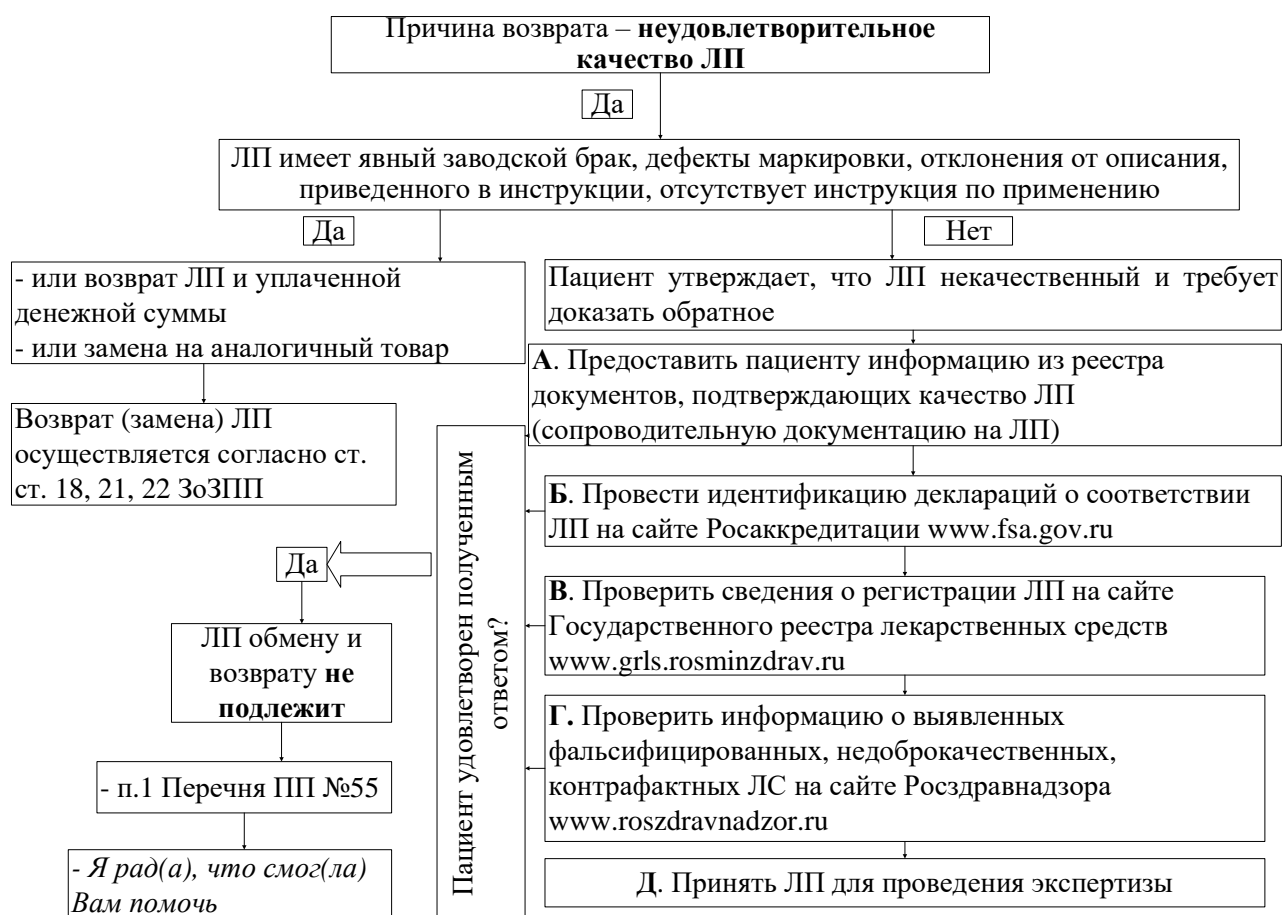 Причина возврата – неудовлетворительное
качество ЛП
Да
ЛП имеет явный заводской брак, дефекты маркировки, отклонения от описания,
приведенного в инструкции, отсутствует инструкция по применению
Да
Нет
- или возврат ЛП и уплаченной
денежной суммы
- или замена на аналогичный товар
Возврат (замена) ЛП
осуществляется согласно ст.
ст. 18, 21, 22 ЗоЗПП
Пациент утверждает, что ЛП некачественный и требует
доказать обратное
А. Предоставить пациенту информацию из реестра
документов, подтверждающих качество ЛП
(сопроводительную документацию на ЛП)
Б. Провести идентификацию деклараций о соответствии
ЛП на сайте Росаккредитации www.fsa.gov.ru
В. Проверить сведения о регистрации ЛП на сайте
Государственного реестра лекарственных средств
www.grls.rosminzdrav.ru
Г. Проверить информацию о выявленных
фальсифицированных, недоброкачественных,
контрафактных ЛС на сайте Росздравнадзора
www.roszdravnadzor.ru
Д. Принять ЛП для проведения экспертизы
Пациент удовлетворен полученным
ответом?
Да
ЛП обмену и
возврату не
подлежит
- п.1 Перечня ПП №55
- Я рад(а), что смог(ла)
Вам помочь